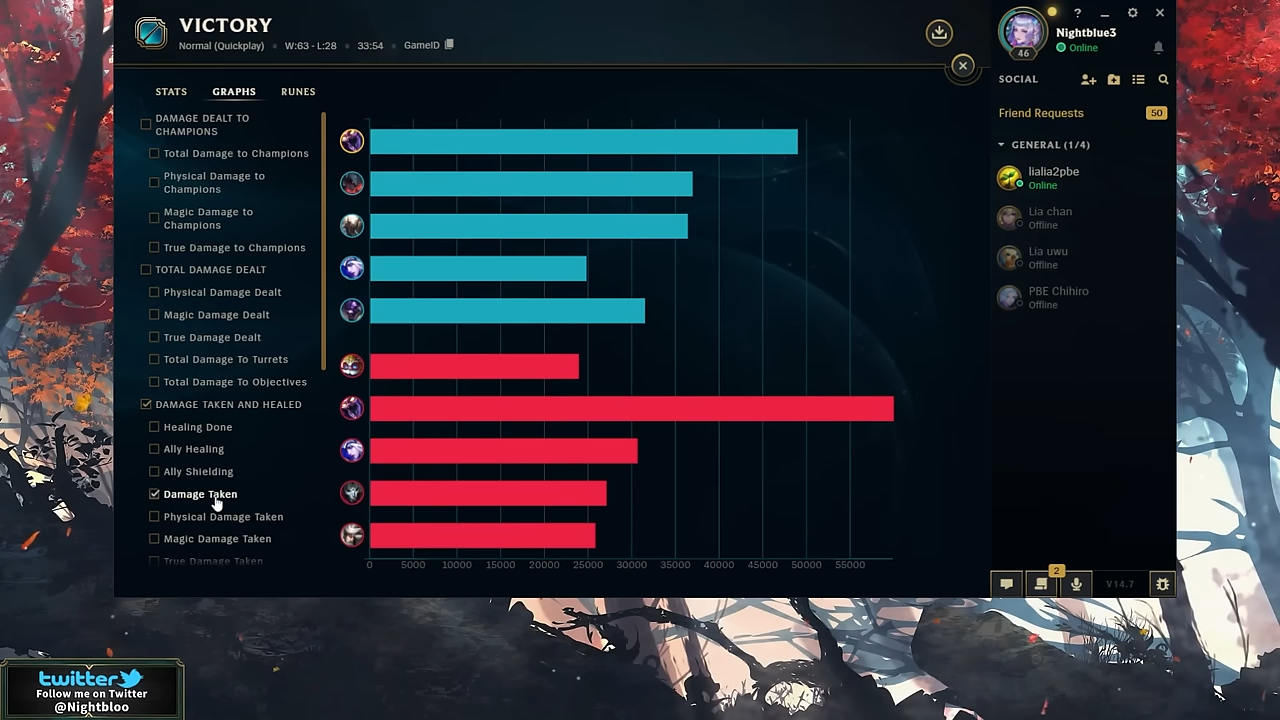 VICTORY
Normal (Quickplay) • W:63 - L:28 • 33:54 • GameID
STATS GRAPHS RUNES
DAMAGE DEALT TO
CHAMPIONS
Total Damage to Champions
Physical Damage to
Champions
Magic Damage to
Champions
True Damage to Champions
TOTAL DAMAGE DEALT
Physical Damage Dealt
Magic Damage Dealt
True Damage Dealt
Total Damage To Turrets
Total Damage To Objectives
DAMAGE TAKEN AND HEALED
Healing Done
Ally Healing
Ally Shielding
Damage Taken
Physical Damage Taken
Magic Damage Taken
True Damage Taken
0 5000 10000 15000 20000 25000 30000 35000 40000 45000 50000 55000
?
46
Nightblue3
Online
SOCIAL
Friend Requests 50
GENERAL (1/4)
lialia2pbe
Online
Lia chan
Offline
Lia uwu
Offline
PBE Chihiro
Offline
2
V14.7
twitter
Follow me on Twitter
@Nightbloo